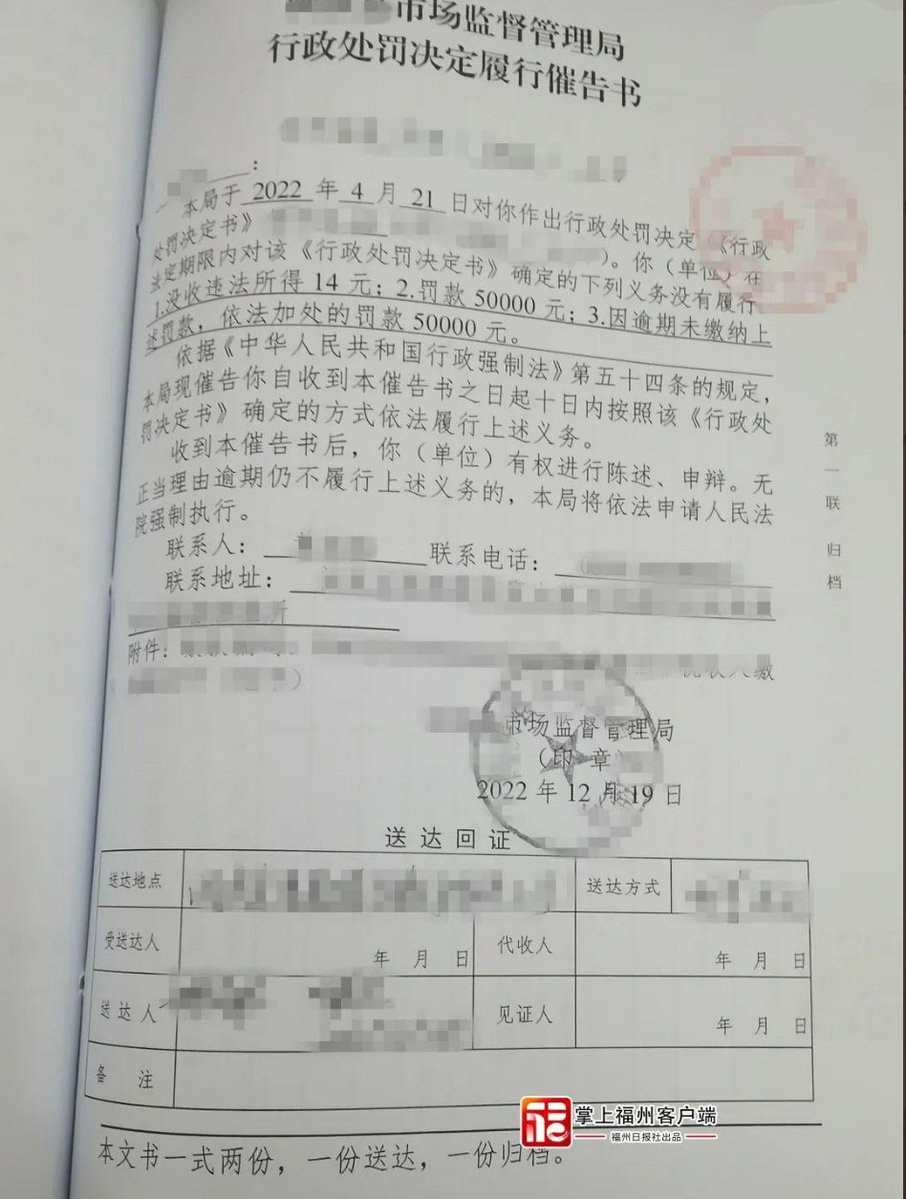 市场监督管理局
行政处罚决定履行催告书
：
本局于 2022 年 4 月 21 日对你作出行政处罚决定（《行政
处罚决定书》 ）。你（单位）在
法定期限内对该《行政处罚决定书》确定的下列义务没有履行：
1.没收违法所得 14 元；2.罚款 50000 元；3.因逾期未缴纳上
述罚款，依法加处的罚款 50000 元。
依据《中华人民共和国行政强制法》第五十四条的规定，
本局现催告你自收到本催告书之日起十日内按照该《行政处
罚决定书》确定的方式依法履行上述义务。
收到本催告书后，你（单位）有权进行陈述、申辩。无
正当理由逾期仍不履行上述义务的，本局将依法申请人民法
院强制执行。
联系人： 联系电话：
联系地址：
附件：
缴
）
市场监督管理局
（印 章）
2022 年 12 月 19 日
第一联 归档
送达回证
送达地点 送达方式
受送达人 年 月 日 代收人 年 月 日
送达人 见证人 年 月 日
备 注
本文书一式两份，一份送达，一份归档。
掌上福州客户端
福州日报社出品